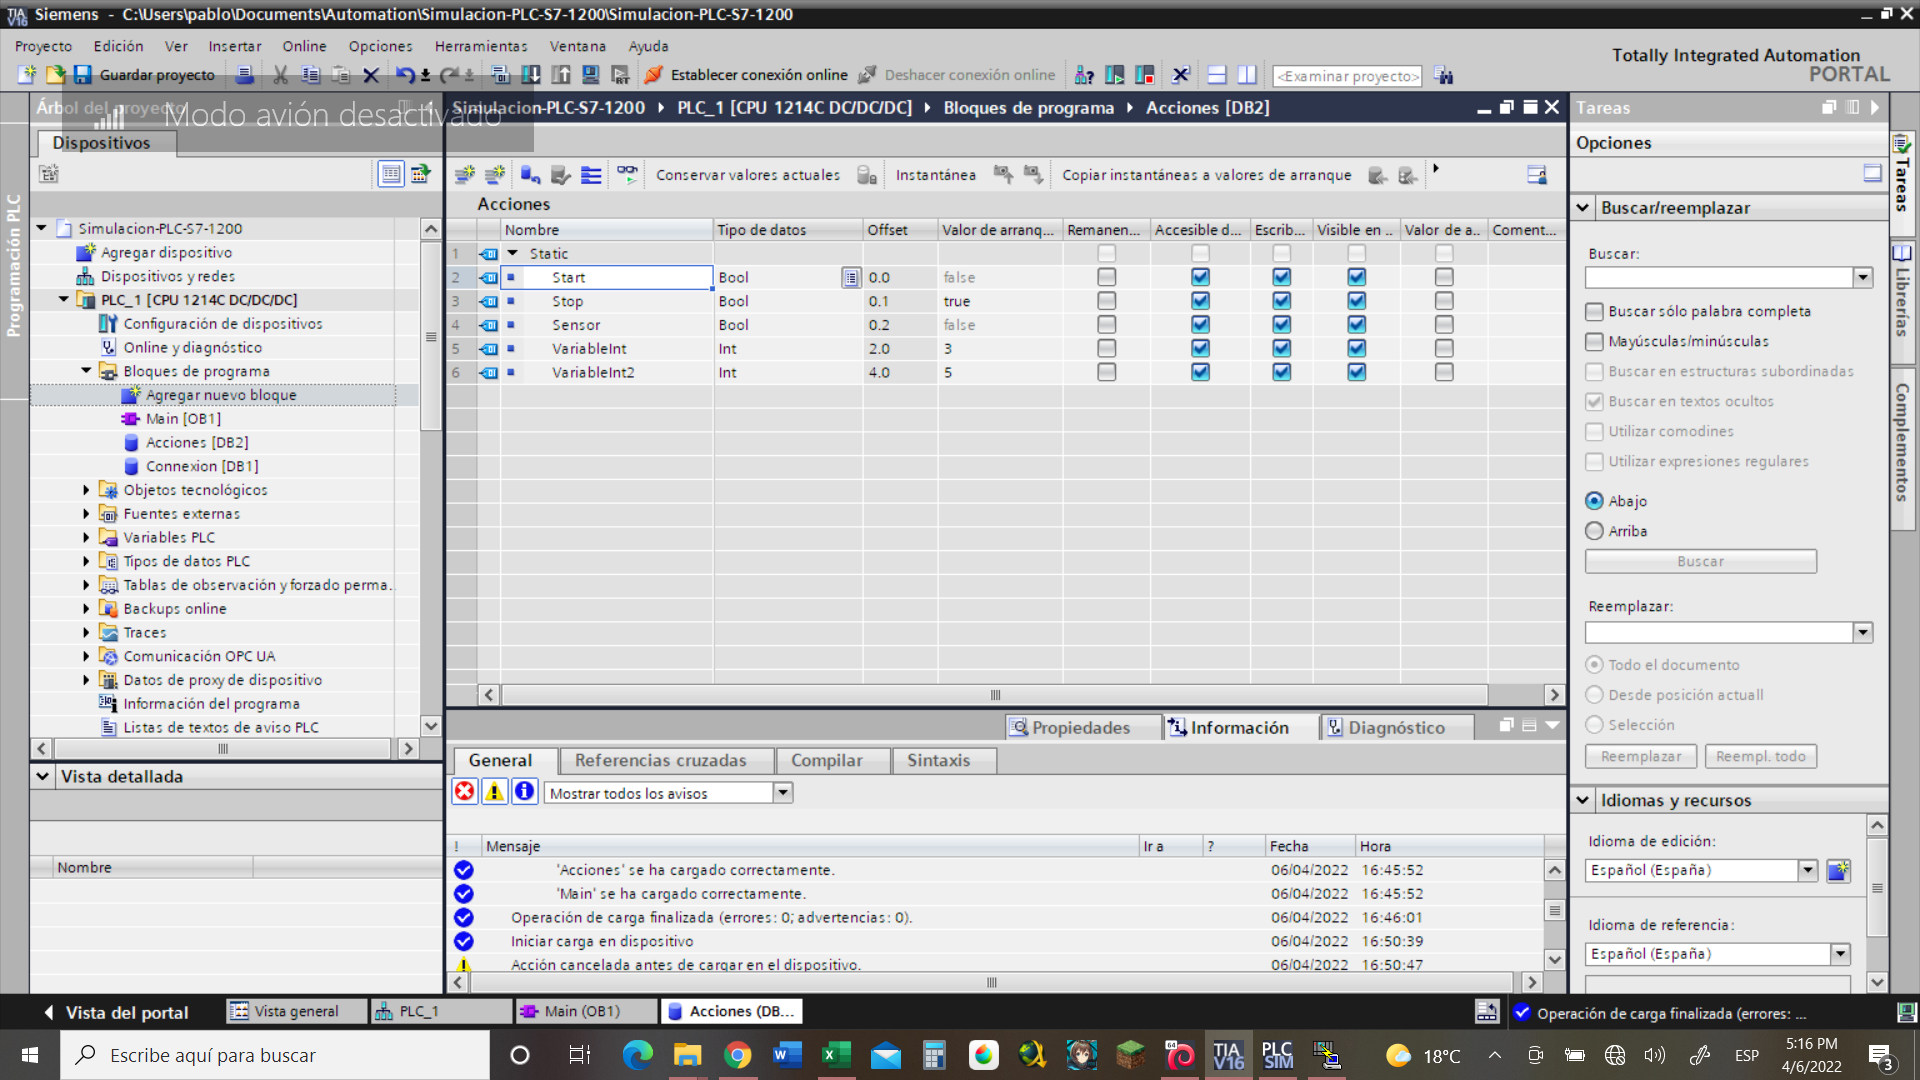 Siemens - C:\Users\pablo\Documents\Automation\Simulacion-PLC-S7-1200\Simulacion-PLC-S7-1200
Proyecto Edición Ver Insertar Online Opciones Herramientas Ventana Ayuda
Totally Integrated Automation
PORTAL
Guardar proyecto
Establecer conexión online
Deshacer conexión online
<Examinar proyecto>
Árbol del proyecto
Modo avión desactivado
Simulacion-PLC-S7-1200 PLC_1 [CPU 1214C DC/DC/DC] Bloques de programa Acciones [DB2]
Tareas
Dispositivos
Opciones
Programación PLC
Conservar valores actuales
Instantánea
Copiar instantáneas a valores de arranque
Simulacion-PLC-S7-1200
Agregar dispositivo
Dispositivos y redes
PLC_1 [CPU 1214C DC/DC/DC]
Configuración de dispositivos
Online y diagnóstico
Bloques de programa
Agregar nuevo bloque
Main [OB1]
Acciones [DB2]
Connexion [DB1]
Objetos tecnológicos
Fuentes externas
Variables PLC
Tipos de datos PLC
Tablas de observación y forzado perma..
Backups online
Traces
Comunicación OPC UA
Datos de proxy de dispositivo
Información del programa
Listas de textos de aviso PLC
Vista detallada
Nombre
Acciones
Nombre Tipo de datos Offset Valor de arranq... Remanen... Accesible d... Escrib... Visible en .. Valor de a.. Coment...
1 Static
2 Start Bool 0.0 false
3 Stop Bool 0.1 true
4 Sensor Bool 0.2 false
5 VariableInt Int 2.0 3
6 VariableInt2 Int 4.0 5
Propiedades Información Diagnóstico
General Referencias cruzadas Compilar Sintaxis
Mostrar todos los avisos
! Mensaje Ir a ? Fecha Hora
'Acciones' se ha cargado correctamente. 06/04/2022 16:45:52
'Main' se ha cargado correctamente. 06/04/2022 16:45:52
Operación de carga finalizada (errores: 0; advertencias: 0). 06/04/2022 16:46:01
Iniciar carga en dispositivo 06/04/2022 16:50:39
Acción cancelada antes de cargar en el dispositivo. 06/04/2022 16:50:47
Buscar/reemplazar
Buscar:
Buscar sólo palabra completa
Mayúsculas/minúsculas
Buscar en estructuras subordinadas
Buscar en textos ocultos
Utilizar comodines
Utilizar expresiones regulares
Abajo
Arriba
Buscar
Reemplazar:
Todo el documento
Desde posición actuall
Selección
Reemplazar Reempl. todo
Idiomas y recursos
Idioma de edición:
Español (España)
Idioma de referencia:
Español (España)
Tareas
Librerías
Complementos
Vista del portal
Vista general
PLC_1
Main (OB1)
Acciones (DB...
Operación de carga finalizada (errores: ...
Escribe aquí para buscar
64
TIA V16
PLC SIM
18°C
ESP
5:16 PM
4/6/2022
3